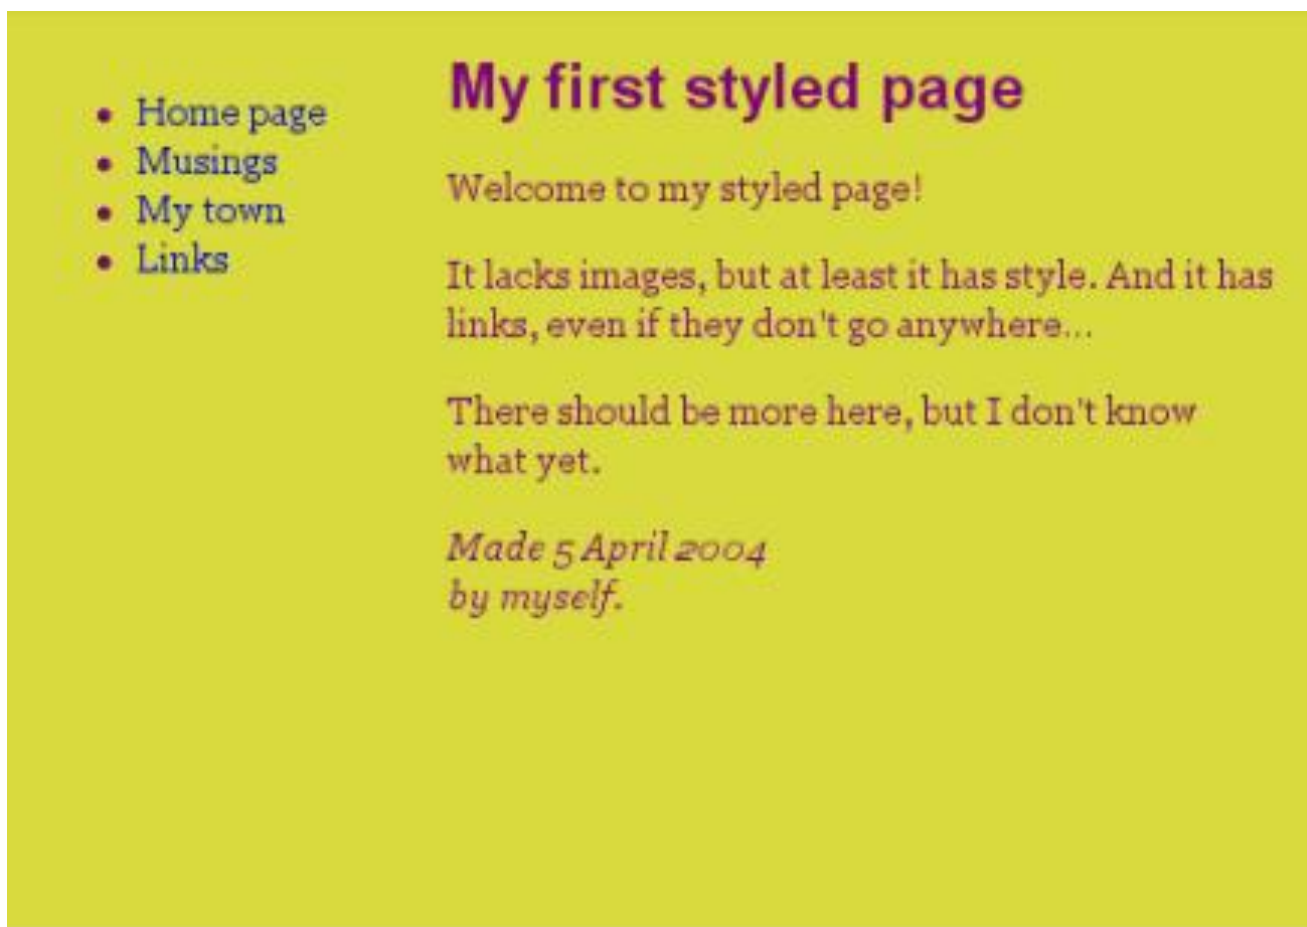 Home page
Musings
My town
Links
My first styled page
Welcome to my styled page!
It lacks images, but at least it has style. And it has
links, even if they don't go anywhere...
There should be more here, but I don't know
what yet.
Made 5 April 2004
by myself.